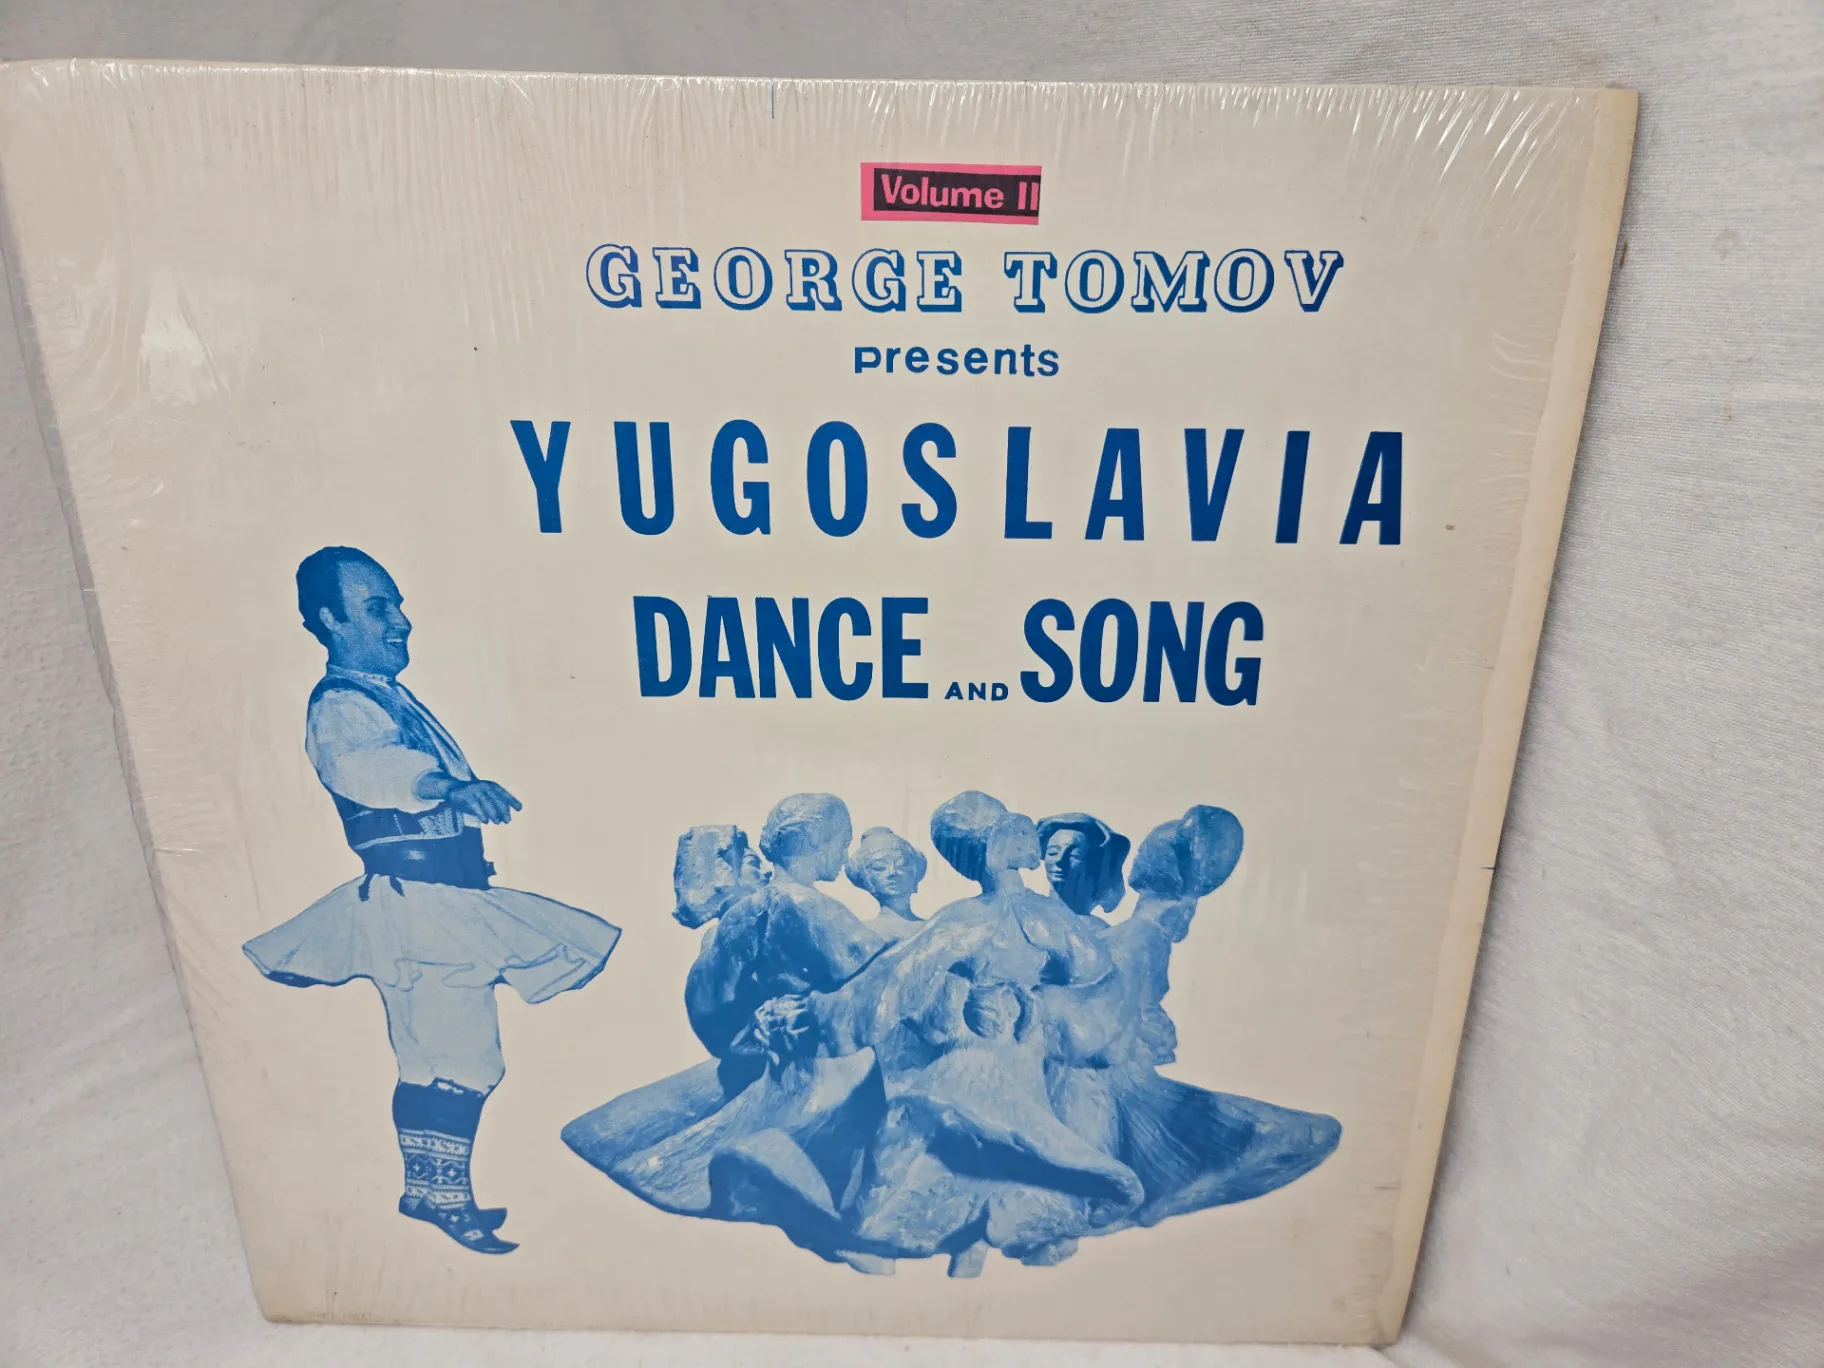 Volume II
GEORGE TOMOV
presents
YUGOSLAVIA
DANCE AND SONG